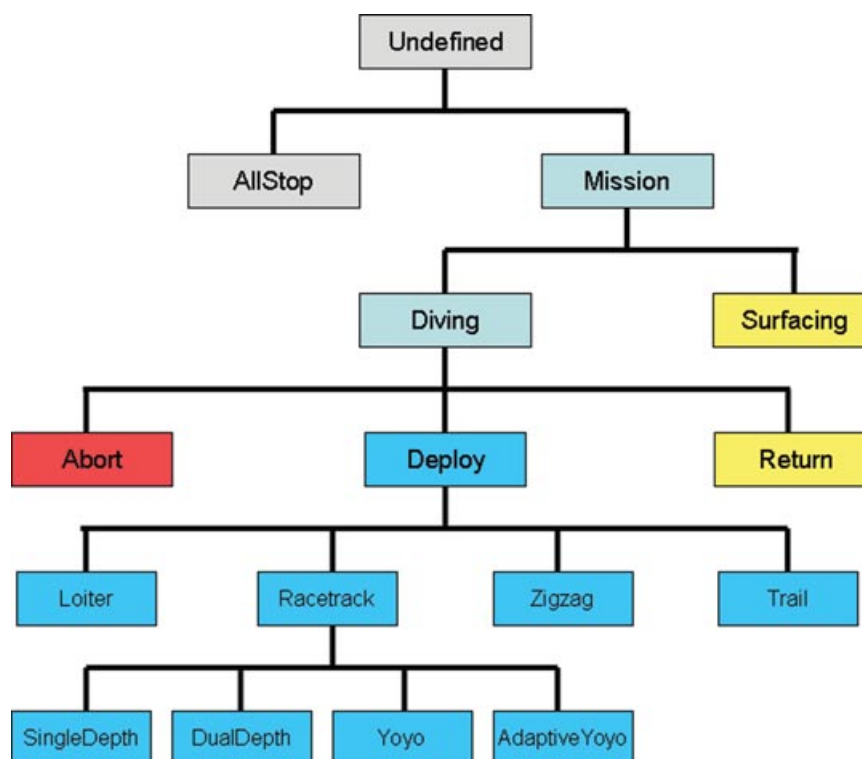 Undefined
AllStop
Mission
Diving
Surfacing
Abort
Deploy
Return
Loiter
Racetrack
Zigzag
Trail
SingleDepth
DualDepth
Yoyo
AdaptiveYoyo